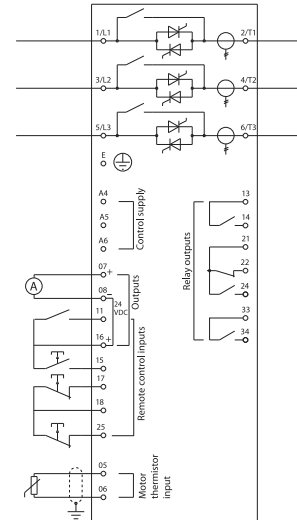 1/L1 2/T1
3/L2 4/T2
5/L3 6/T3
E
A4
A5
A6
Control supply
07 +
A
08 -
24 VDC
Outputs
11
16 +
15
17
18
25
Remote control inputs
05
06
Motor thermistor input
13
14
21
22
24
33
34
Relay outputs